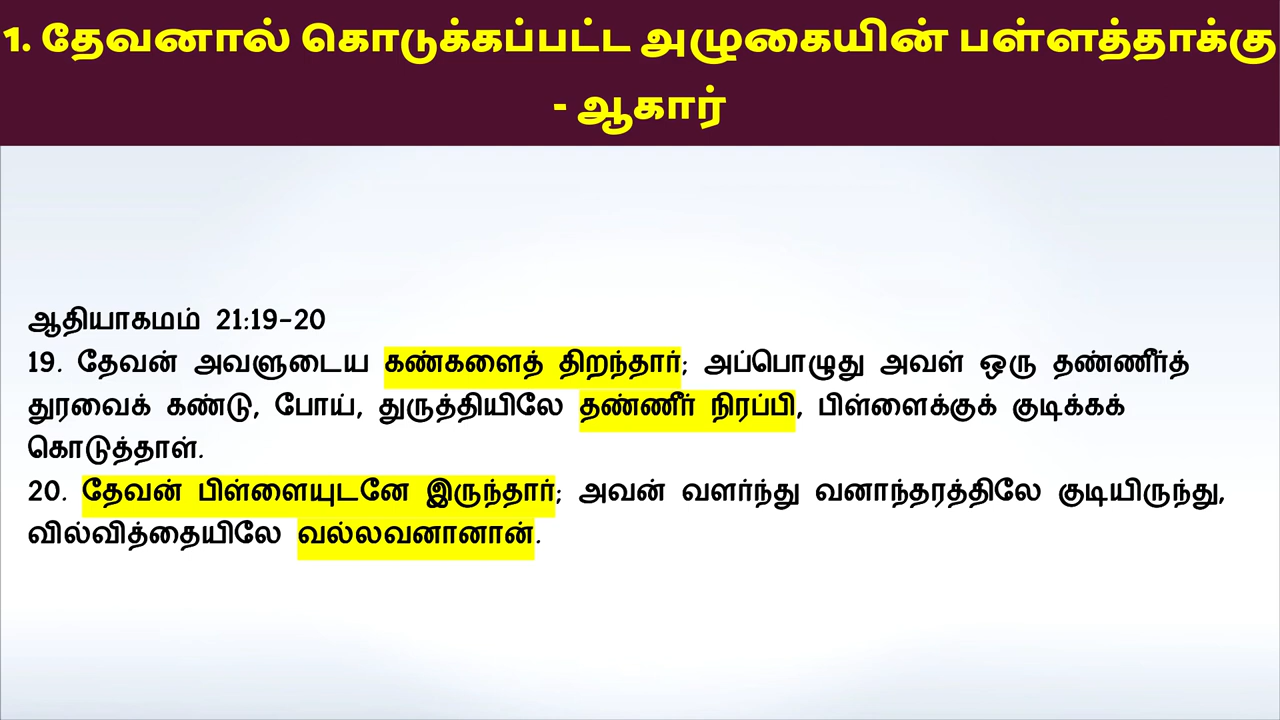 1. தேவனால் கொடுக்கப்பட்ட அழுகையின் பள்ளத்தாக்கு
- ஆகார்
ஆதியாகமம் 21:19-20
19. தேவன் அவளுடைய கண்களைத் திறந்தார்; அப்பொழுது அவள் ஒரு தண்ணீர்த்
துரவைக் கண்டு, போய், துருத்தியிலே தண்ணீர் நிரப்பி, பிள்ளைக்குக் குடிக்கக்
கொடுத்தாள்.
20. தேவன் பிள்ளையுடனே இருந்தார்; அவன் வளர்ந்து வனாந்தரத்திலே குடியிருந்து,
வில்வித்தையிலே வல்லவனானான்.